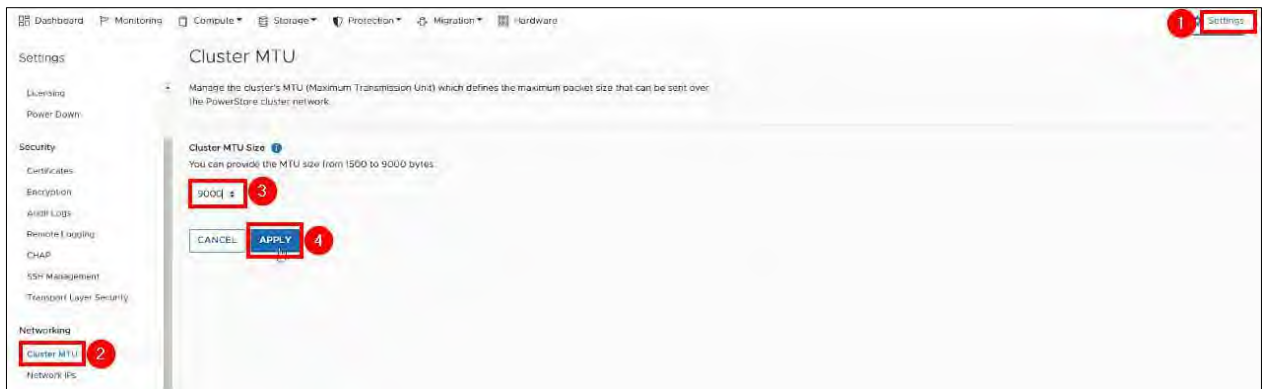 Dashboard Monitoring Compute Storage Protection Migration Hardware 1 Settings
Settings
Licensing
Power Down
Security
Certificates
Encryption
Audit Logs
Remote Logging
CHAP
SSH Management
Transport Layer Security
Networking
Cluster MTU 2
Network IPs
Cluster MTU
Manage the cluster's MTU (Maximum Transmission Unit) which defines the maximum packet size that can be sent over
the PowerStore cluster network.
Cluster MTU Size
You can provide the MTU size from 1500 to 9000 bytes.
9000 3
CANCEL APPLY 4